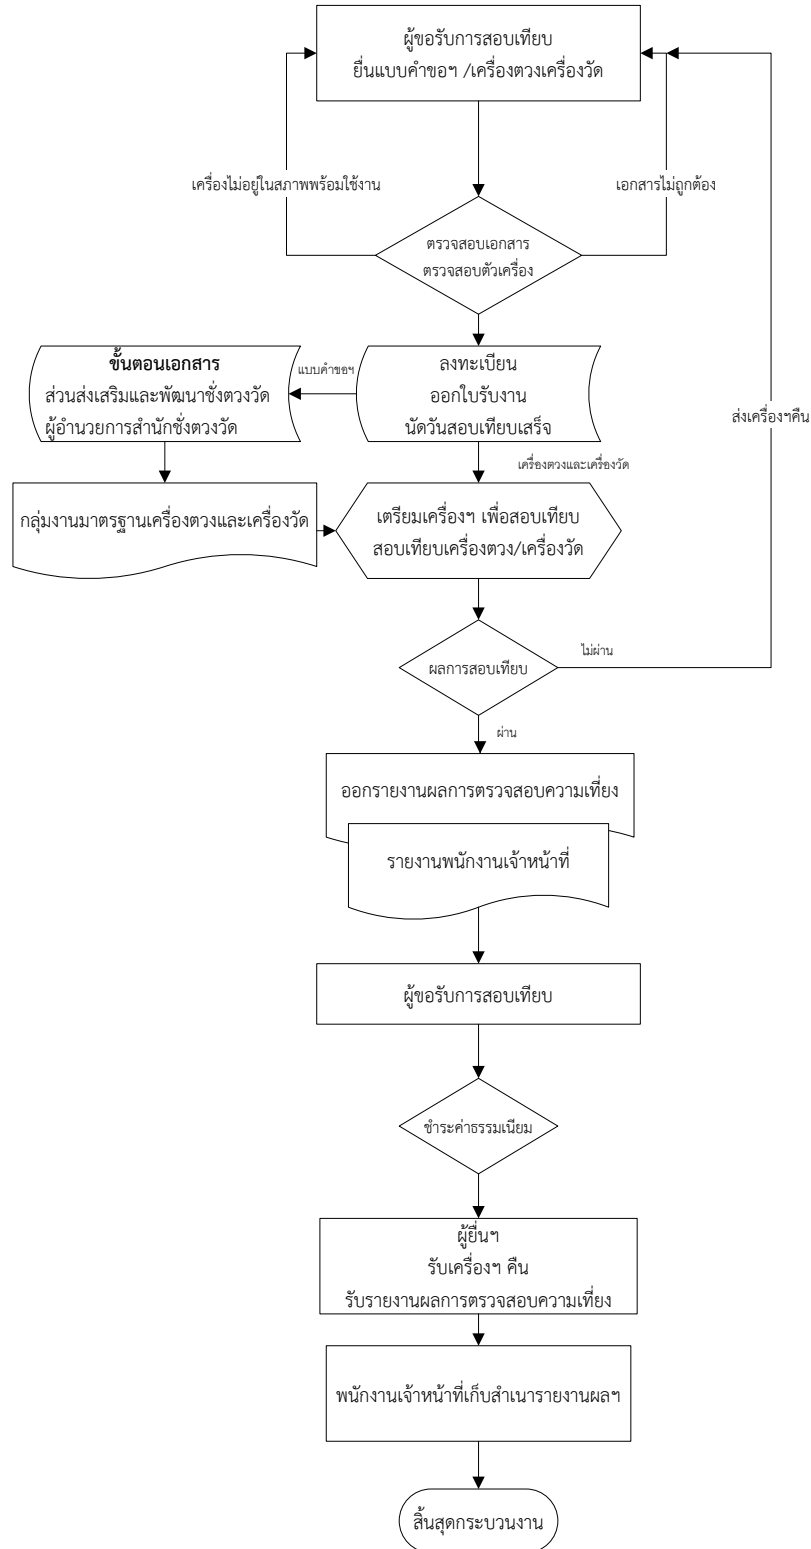 ผู้ขอรับการสอบเทียบ
ยื่นแบบคำขอฯ /เครื่องตวงเครื่องวัด
เครื่องไม่อยู่ในสภาพพร้อมใช้งาน
เอกสารไม่ถูกต้อง
ตรวจสอบเอกสาร
ตรวจสอบตัวเครื่อง
ขั้นตอนเอกสาร
ส่วนส่งเสริมและพัฒนาชั่งตวงวัด
ผู้อำนวยการสำนักชั่งตวงวัด
แบบคำขอฯ
ลงทะเบียน
ออกใบรับงาน
นัดวันสอบเทียบเสร็จ
ส่งเครื่องฯคืน
เครื่องตวงและเครื่องวัด
กลุ่มงานมาตรฐานเครื่องตวงและเครื่องวัด
เตรียมเครื่องฯ เพื่อสอบเทียบ
สอบเทียบเครื่องตวง/เครื่องวัด
ผลการสอบเทียบ
ไม่ผ่าน
ผ่าน
ออกรายงานผลการตรวจสอบความเที่ยง
รายงานพนักงานเจ้าหน้าที่
ผู้ขอรับการสอบเทียบ
ชำระค่าธรรมเนียม
ผู้ยื่นฯ
รับเครื่องฯ คืน
รับรายงานผลการตรวจสอบความเที่ยง
พนักงานเจ้าหน้าที่เก็บสำเนารายงานผลฯ
สิ้นสุดกระบวนงาน